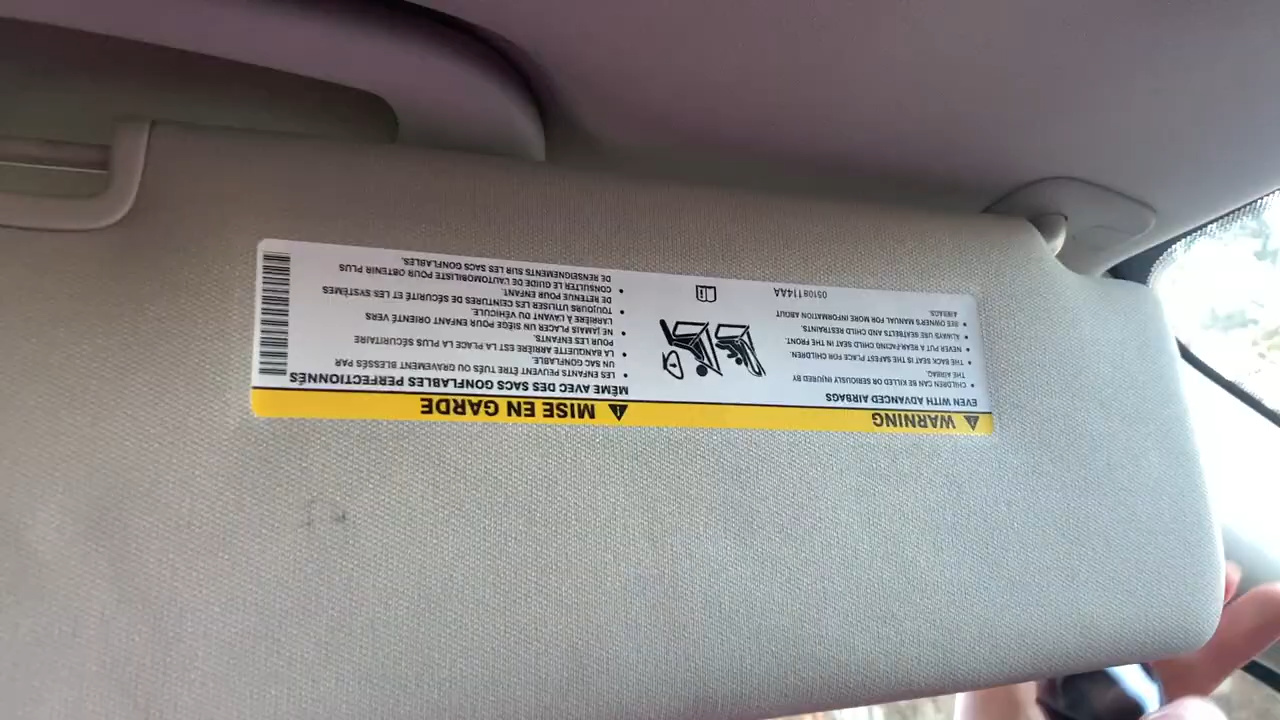 WARNING
EVEN WITH ADVANCED AIRBAGS
• CHILDREN CAN BE KILLED OR SERIOUSLY INJURED BY
THE AIRBAG.
• THE BACK SEAT IS THE SAFEST PLACE FOR CHILDREN.
• NEVER PUT A REAR-FACING CHILD SEAT IN THE FRONT.
• ALWAYS USE SEATBELTS AND CHILD RESTRAINTS.
• SEE OWNER'S MANUAL FOR MORE INFORMATION ABOUT
AIRBAGS.
05108114AA
MISE EN GARDE
MÊME AVEC DES SACS GONFLABLES PERFECTIONNÉS
• LES ENFANTS PEUVENT ÊTRE TUÉS OU GRAVEMENT BLESSÉS PAR
UN SAC GONFLABLE.
• LA BANQUETTE ARRIÈRE EST LA PLACE LA PLUS SÉCURITAIRE
POUR LES ENFANTS.
• NE JAMAIS PLACER UN SIÈGE POUR ENFANT ORIENTÉ VERS
L'ARRIÈRE À L'AVANT DU VÉHICULE.
• TOUJOURS UTILISER LES CEINTURES DE SÉCURITÉ ET LES SYSTÈMES
DE RETENUE POUR ENFANT.
• CONSULTER LE GUIDE DE L'AUTOMOBILISTE POUR OBTENIR PLUS
DE RENSEIGNEMENTS SUR LES SACS GONFLABLES.